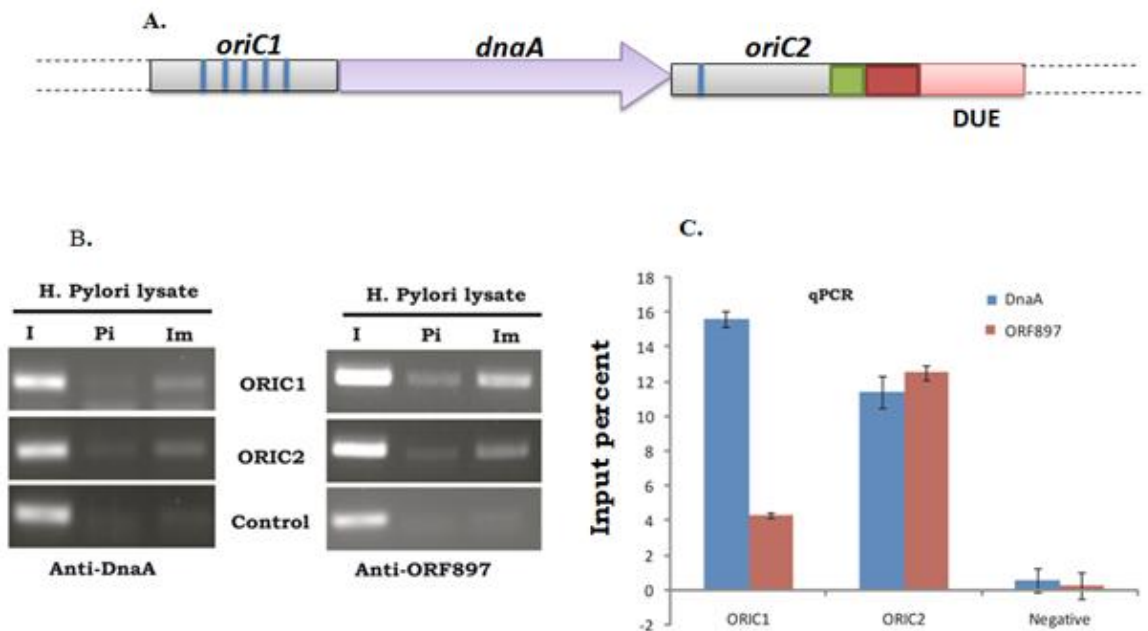 A.
oriC1 dnaA oriC2
DUE
B.
H. Pylori lysate
I Pi Im
ORIC1
ORIC2
Control
Anti-DnaA
H. Pylori lysate
I Pi Im
Anti-ORF897
C.
qPCR
DnaA
ORF897
Input percent
18
16
14
12
10
8
6
4
2
0
-2
ORIC1 ORIC2 Negative